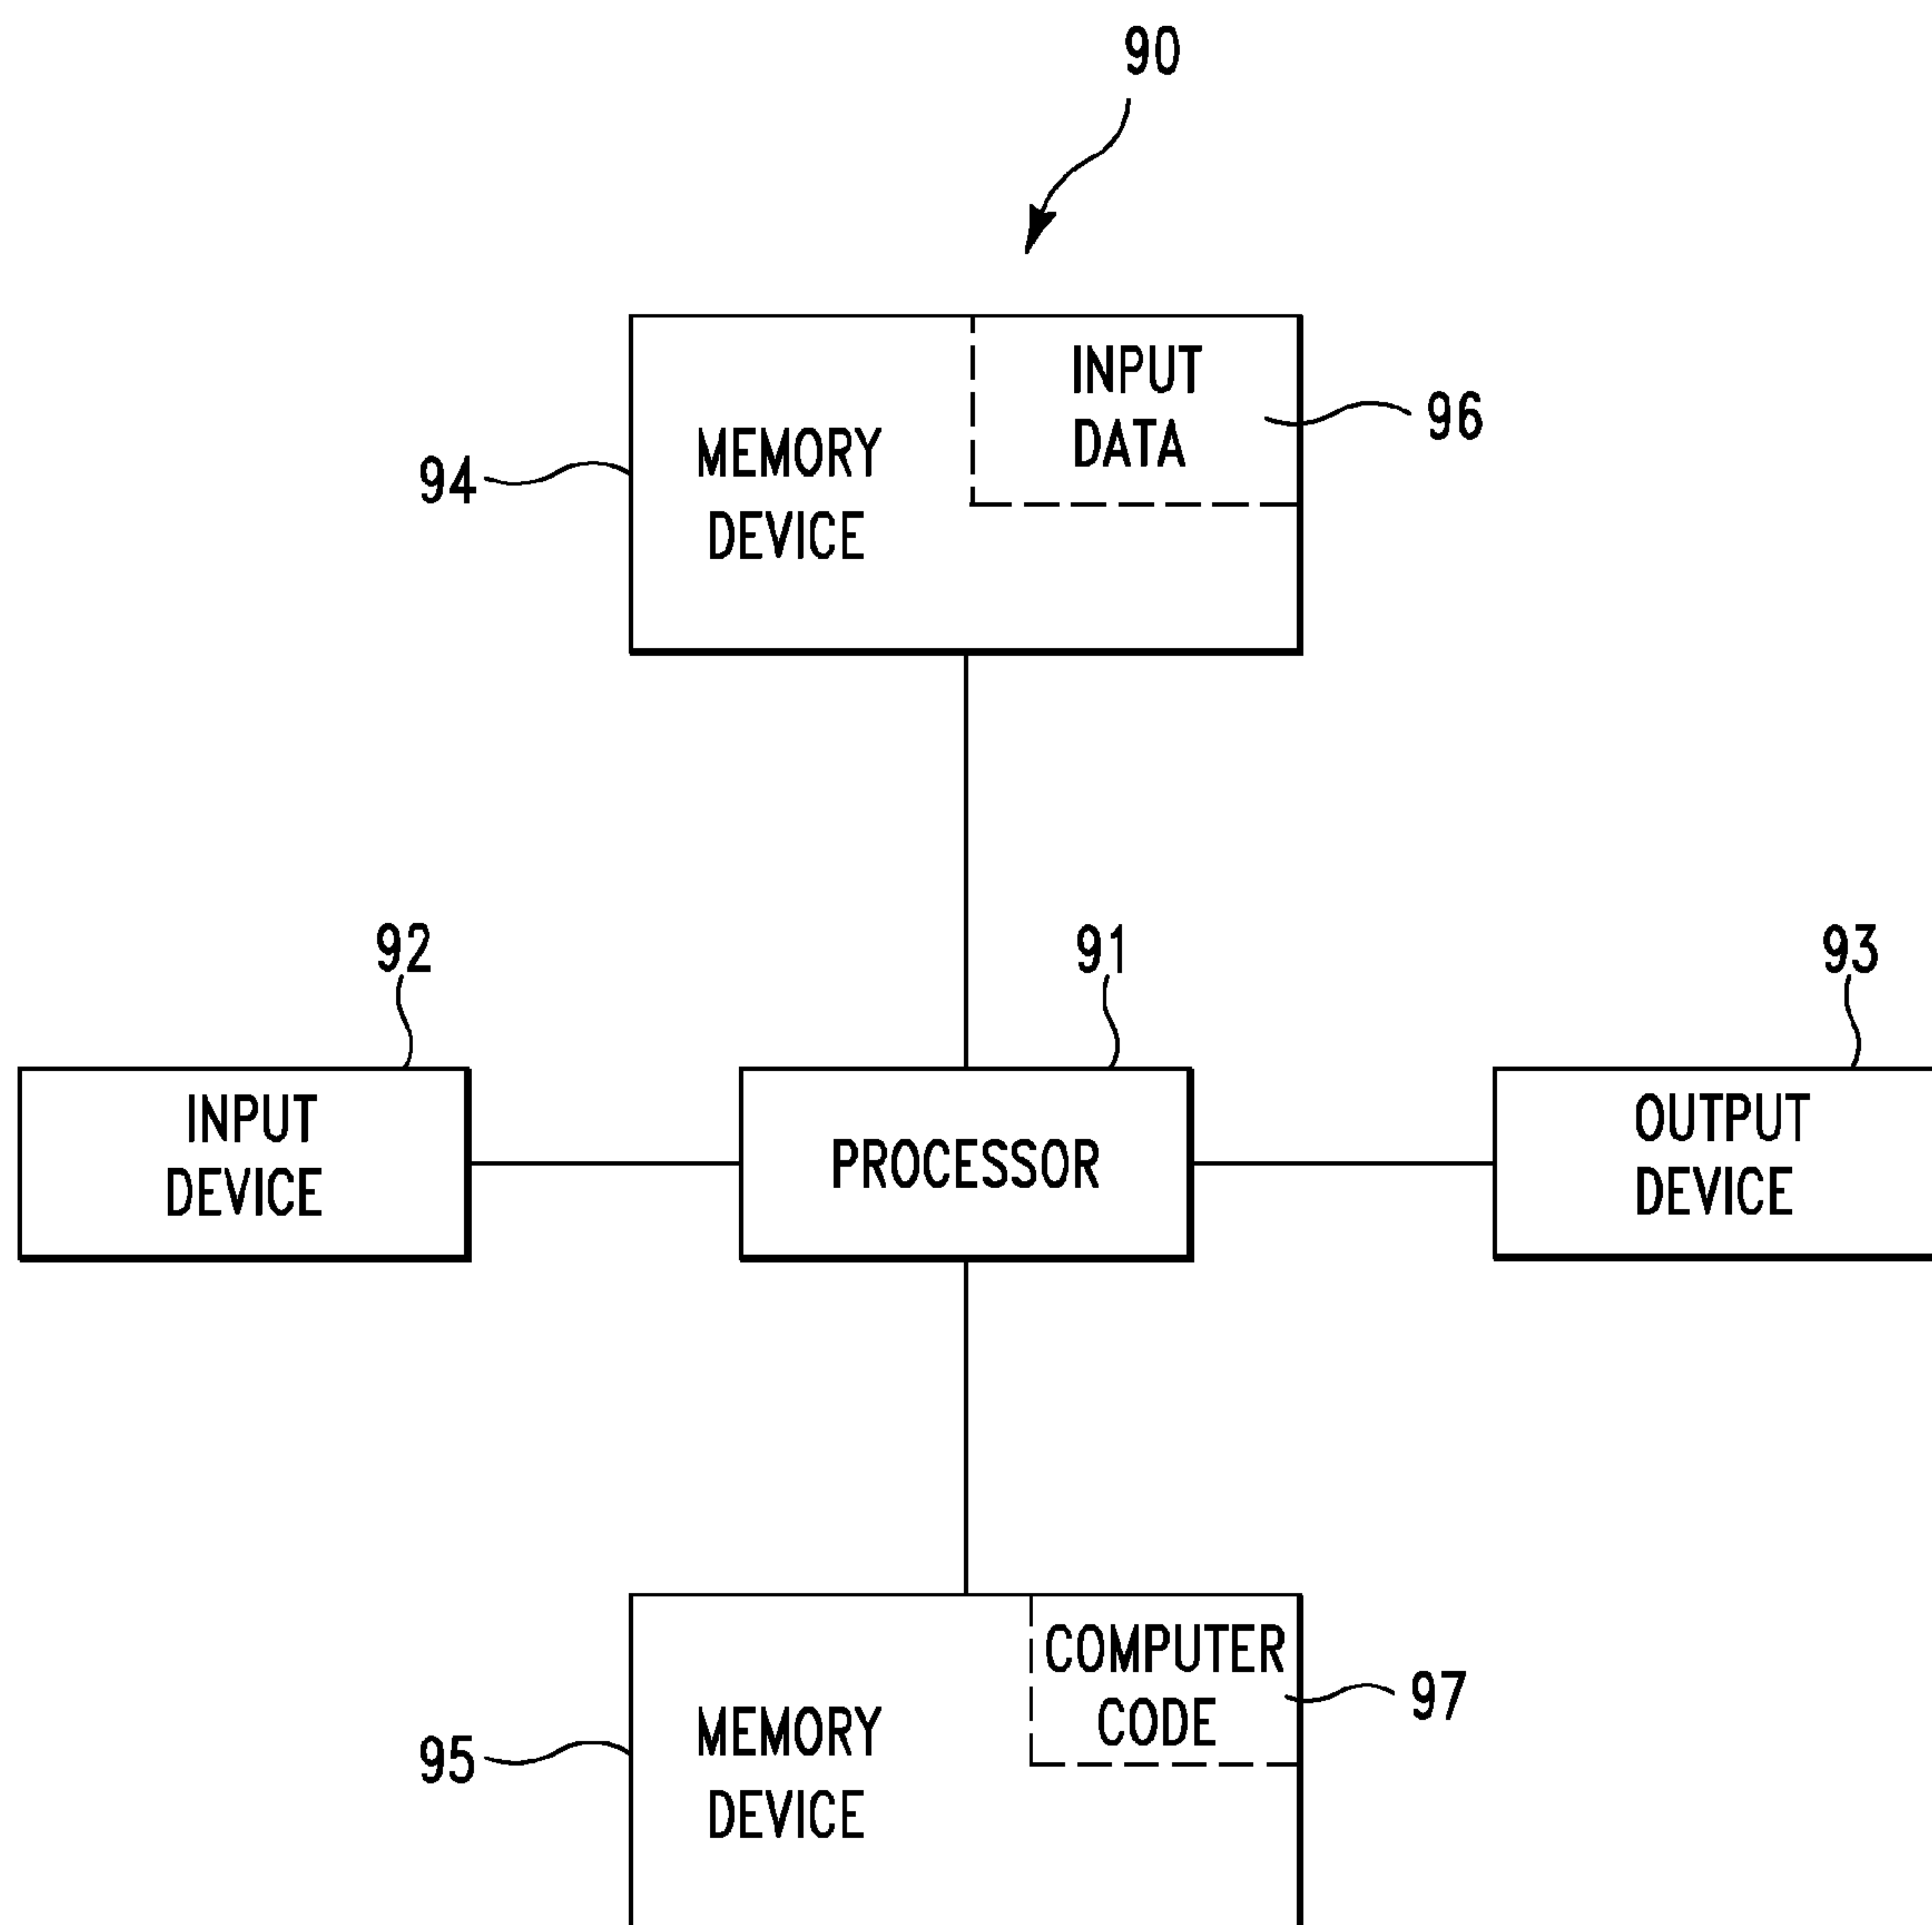 90
INPUT
DATA
96
MEMORY
DEVICE
94
92
91
93
INPUT
DEVICE
PROCESSOR
OUTPUT
DEVICE
COMPUTER
CODE
97
MEMORY
DEVICE
95